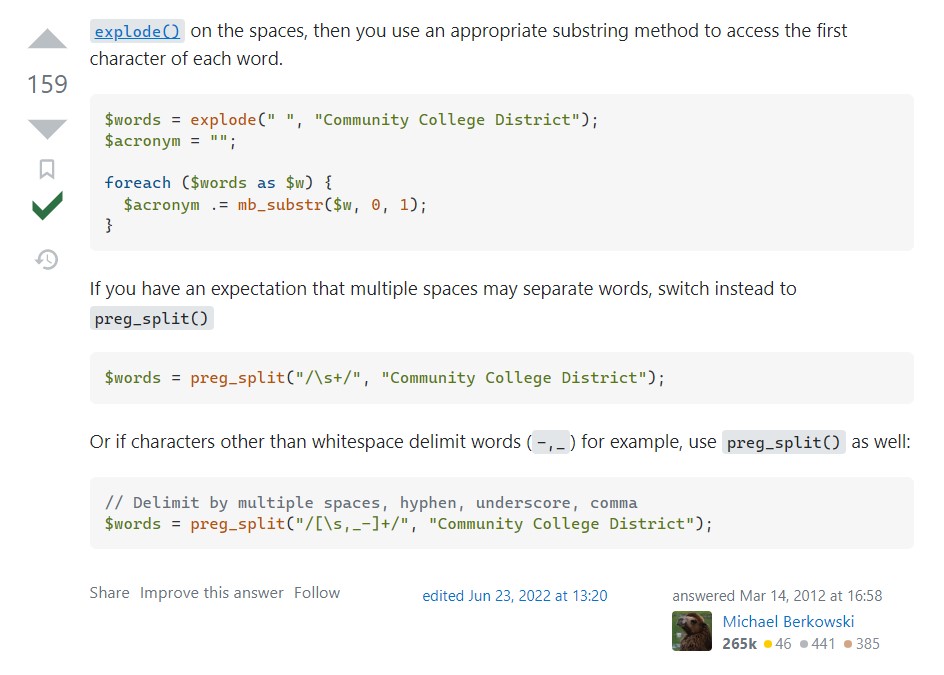 explode() on the spaces, then you use an appropriate substring method to access the first
character of each word.
159
$words = explode(" ", "Community College District");
$acronym = "";
foreach ($words as $w) {
  $acronym .= mb_substr($w, 0, 1);
}
If you have an expectation that multiple spaces may separate words, switch instead to
preg_split()
$words = preg_split("/\s+/", "Community College District");
Or if characters other than whitespace delimit words (-,_) for example, use preg_split() as well:
// Delimit by multiple spaces, hyphen, underscore, comma
$words = preg_split("/[\s,_-]+/", "Community College District");
Share Improve this answer Follow
edited Jun 23, 2022 at 13:20
answered Mar 14, 2012 at 16:58
Michael Berkowski
265k 46 441 385